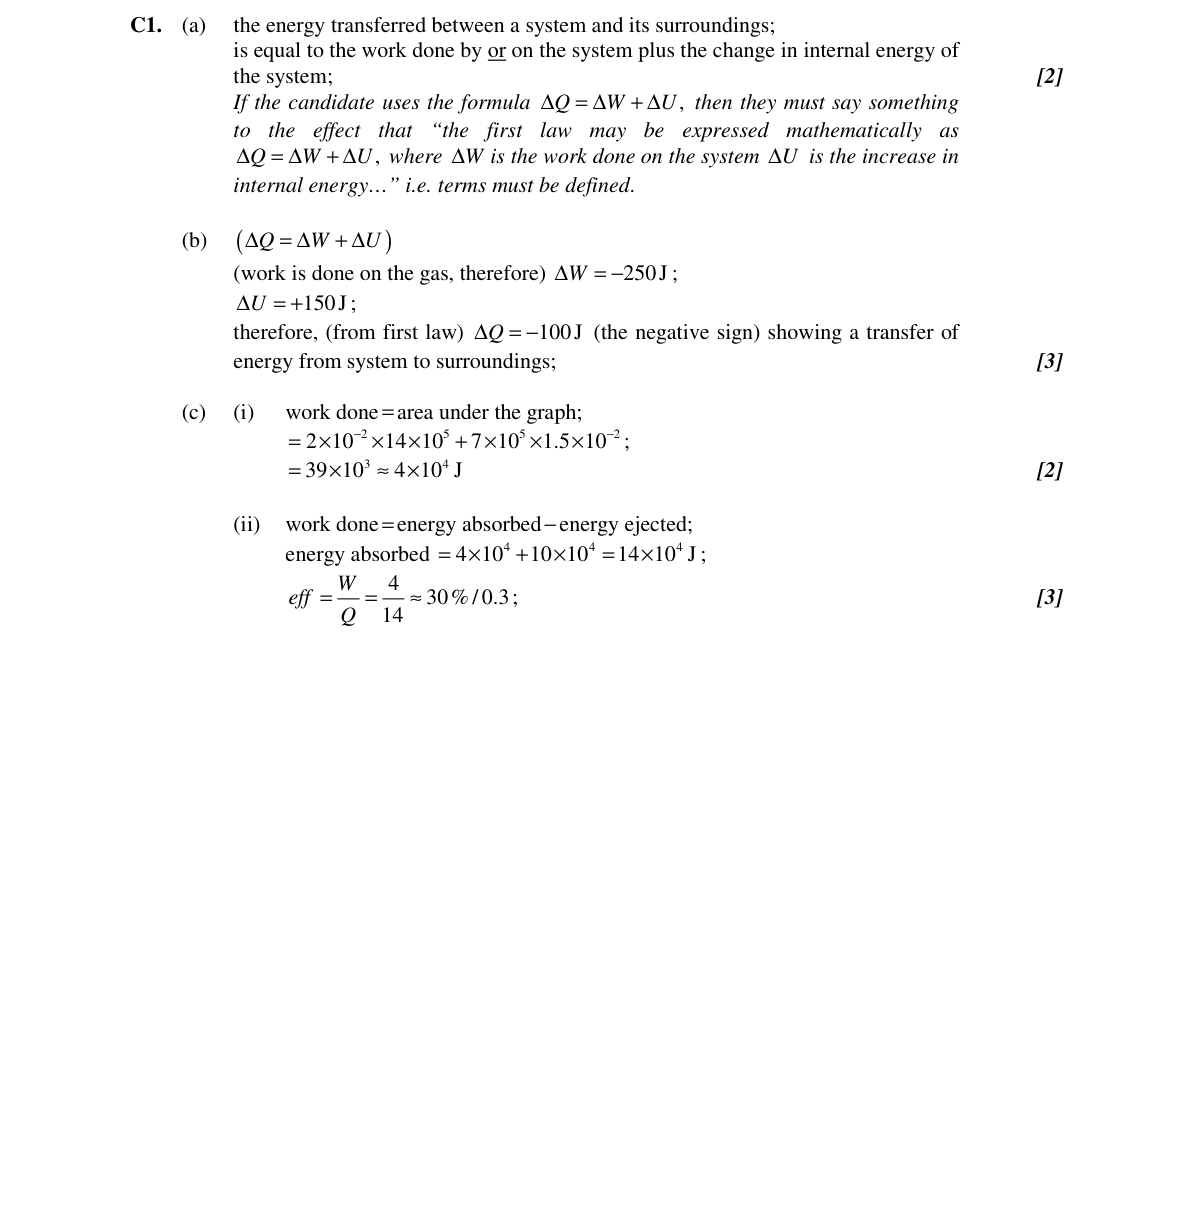 C1. (a) the energy transferred between a system and its surroundings;
is equal to the work done by or on the system plus the change in internal energy of
the system; [2]
If the candidate uses the formula ΔQ = ΔW + ΔU, then they must say something
to the effect that “the first law may be expressed mathematically as
ΔQ = ΔW + ΔU, where ΔW is the work done on the system ΔU is the increase in
internal energy…” i.e. terms must be defined.
(b) (ΔQ = ΔW + ΔU)
(work is done on the gas, therefore) ΔW = −250 J;
ΔU = +150 J;
therefore, (from first law) ΔQ = −100 J (the negative sign) showing a transfer of
energy from system to surroundings; [3]
(c) (i) work done = area under the graph;
= 2×10⁻² ×14×10⁵ + 7×10⁵ ×1.5×10⁻²;
= 39×10³ ≈ 4×10⁴ J [2]
(ii) work done = energy absorbed − energy ejected;
energy absorbed = 4×10⁴ +10×10⁴ = 14×10⁴ J;
eff = W/Q = 4/14 ≈ 30 % / 0.3; [3]